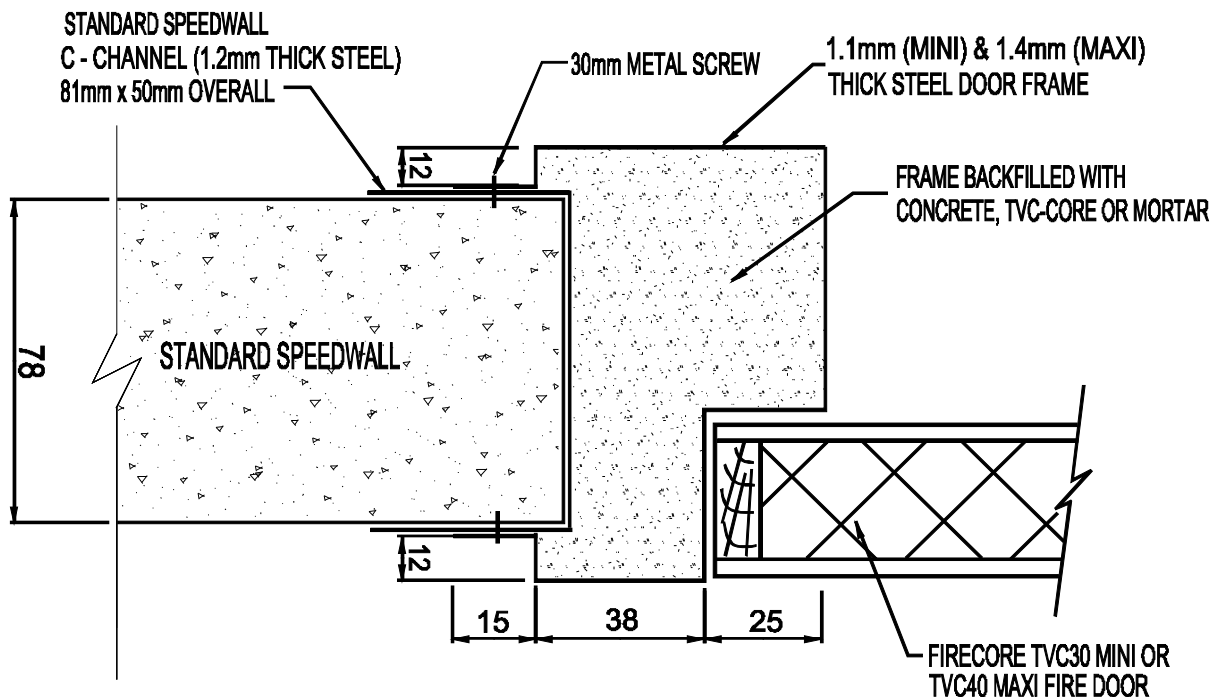 STANDARD SPEEDWALL
C - CHANNEL (1.2mm THICK STEEL)
81mm x 50mm OVERALL
30mm METAL SCREW
1.1mm (MINI) & 1.4mm (MAXI)
THICK STEEL DOOR FRAME
12
FRAME BACKFILLED WITH
CONCRETE, TVC-CORE OR MORTAR
78
STANDARD SPEEDWALL
12
15
38
25
FIRECORE TVC30 MINI OR
TVC40 MAXI FIRE DOOR